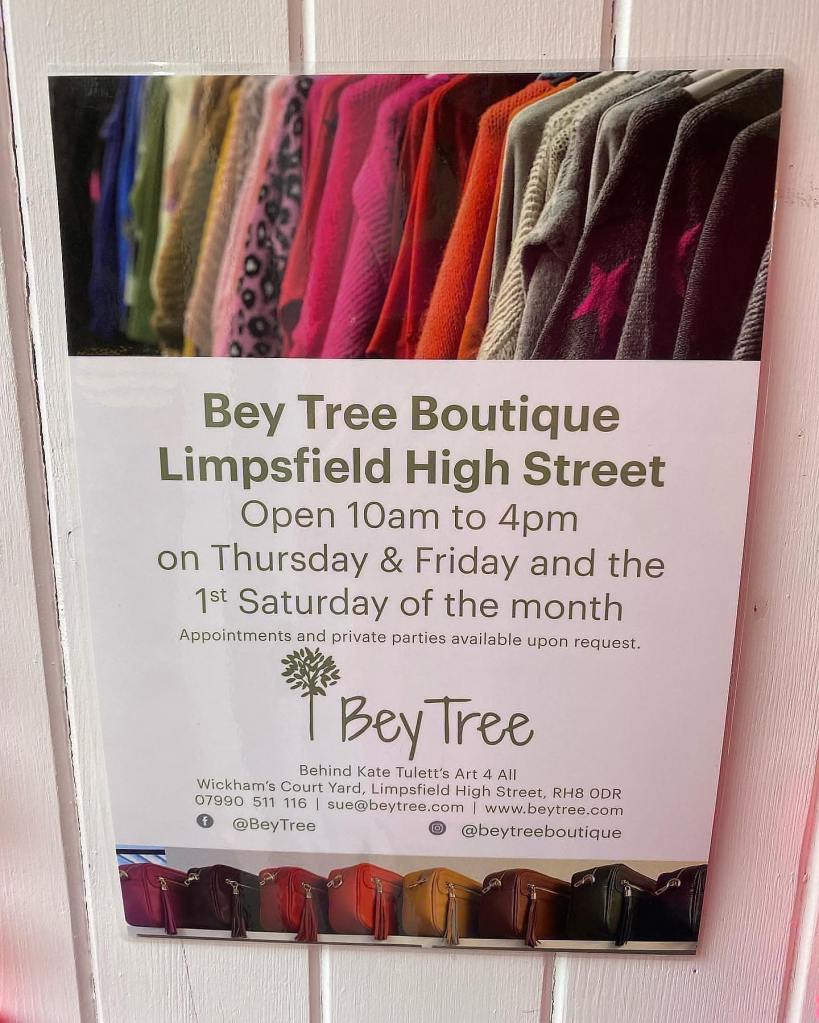 Bey Tree Boutique
Limpsfield High Street
Open 10am to 4pm
on Thursday & Friday and the
1st Saturday of the month
Appointments and private parties available upon request.
Bey Tree
Behind Kate Tulett's Art 4 All
Wickham's Court Yard, Limpsfield High Street, RH8 0DR
07990 511 116 | sue@beytree.com | www.beytree.com
@BeyTree @beytreeboutique